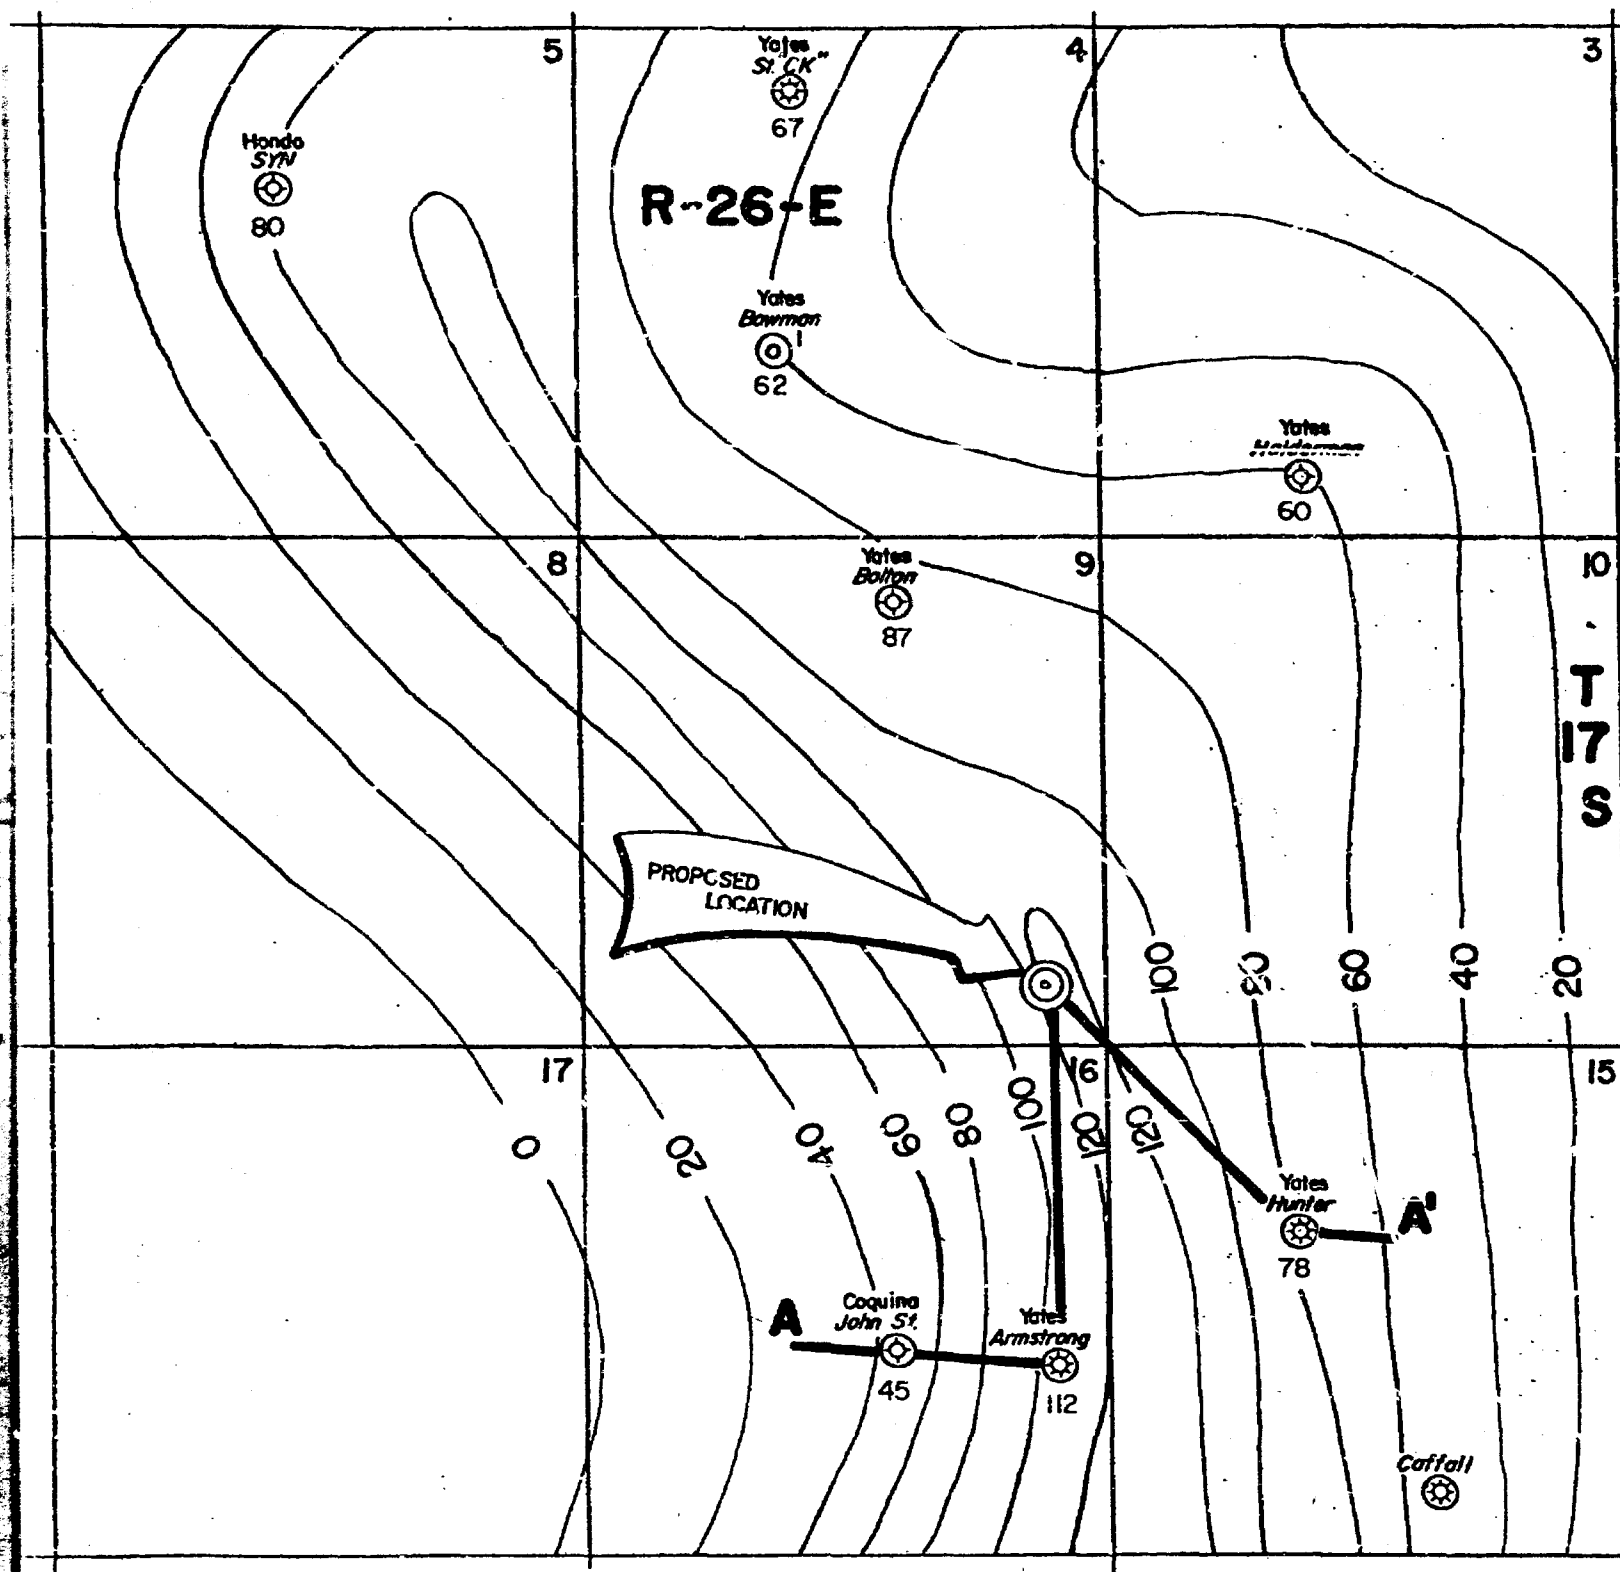 5
Yates
St. "CK"
67
4
3
Hondo
SYN
80
R-26-E
Yates
Bowman 1
62
Yates
60
8
Yates
Bolton
87
9
10
T
17
S
PROPOSED
LOCATION
100
80
60
40
20
17
16
15
0
20
40
60
80
100
120
120
Yates
Hunter
78
A'
A
Coquina
John St.
45
Yates
Armstrong
112
Caffall